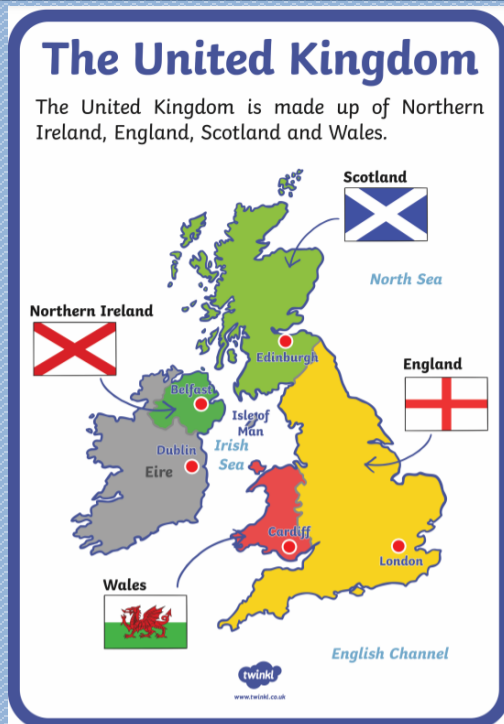 The United Kingdom
The United Kingdom is made up of Northern
Ireland, England, Scotland and Wales.
Scotland
North Sea
Northern Ireland
Edinburgh
England
Belfast
Isle of
Man
Irish
Sea
Dublin
Eire
Cardiff
London
Wales
English Channel
twinkl
www.twinkl.co.uk